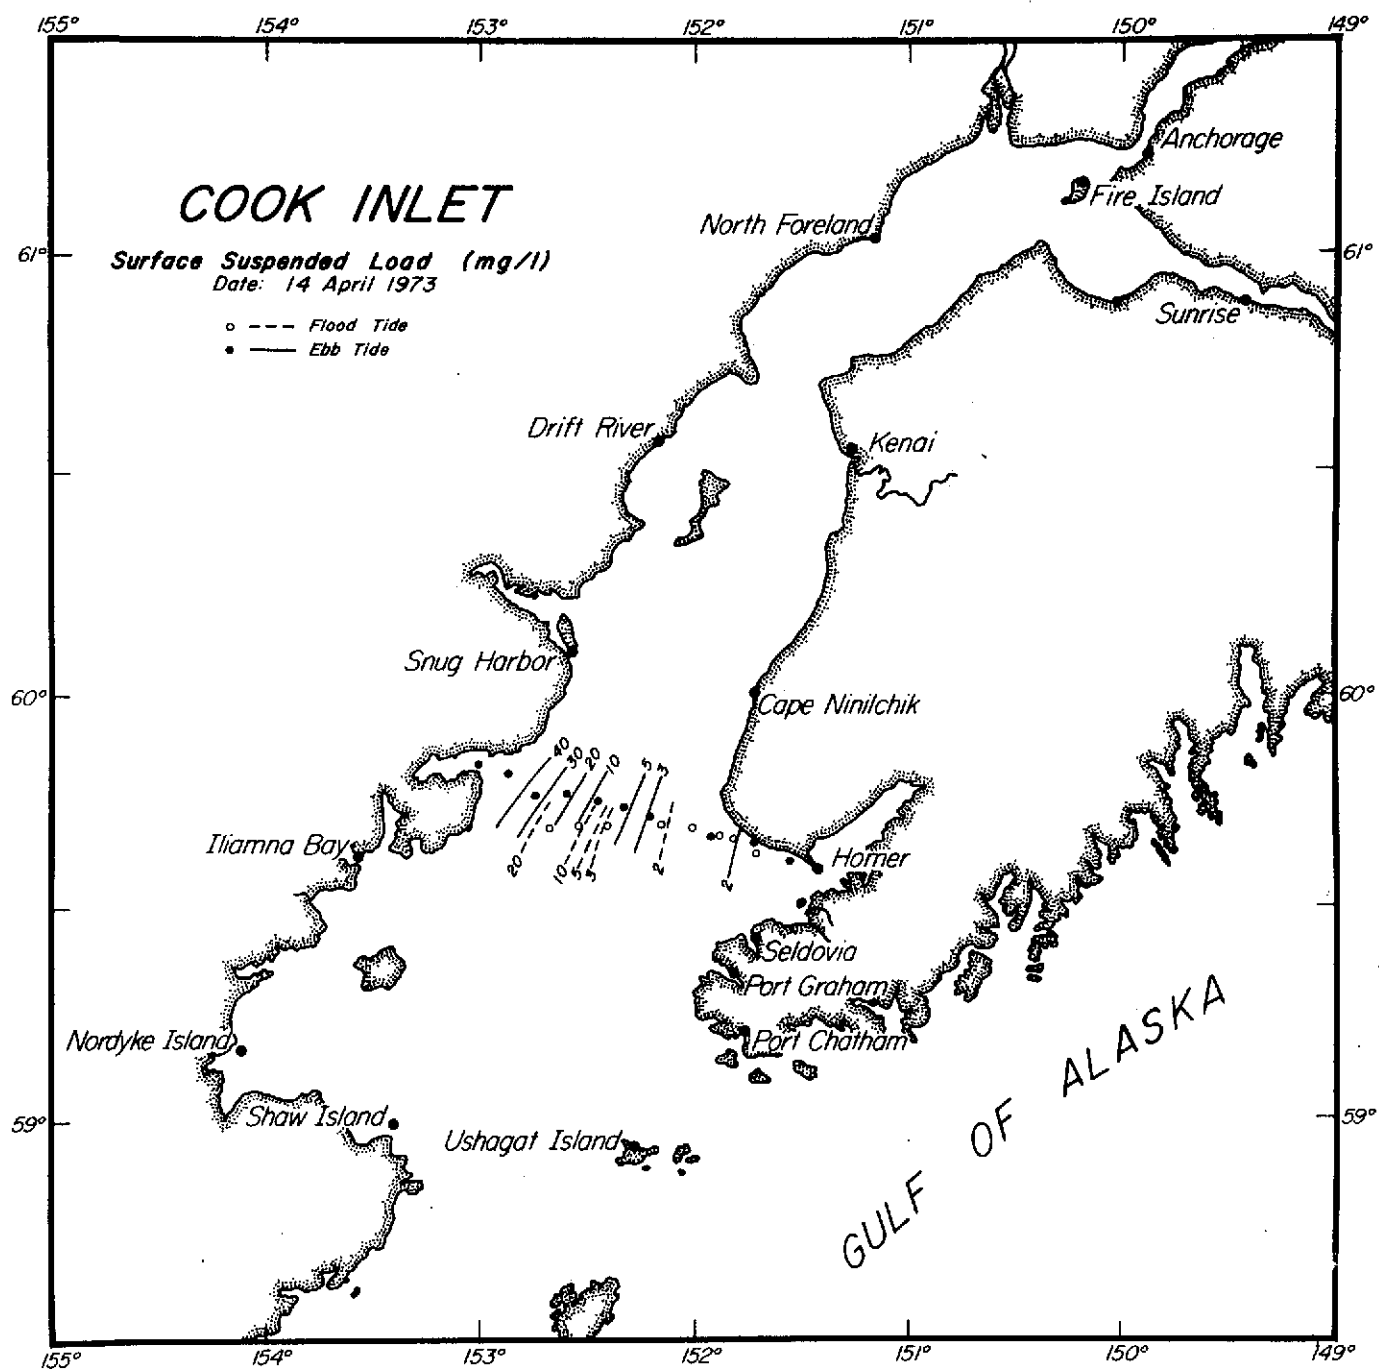 155° 154° 153° 152° 151° 150° 149°
Anchorage
COOK INLET
Fire Island
North Foreland
61° 61°
Surface Suspended Load (mg/l)
Date: 14 April 1973
Sunrise
○ --- Flood Tide
● — Ebb Tide
Drift River
Kenai
Snug Harbor
60° 60°
Cape Ninilchik
40 30 20 10 5 3
Iliamna Bay
Homer
20 10 5 3 2 2
Seldovia
Port Graham
Nordyke Island
Port Chatham
GULF OF ALASKA
Shaw Island
59° 59°
Ushagat Island
155° 154° 153° 152° 151° 150° 149°